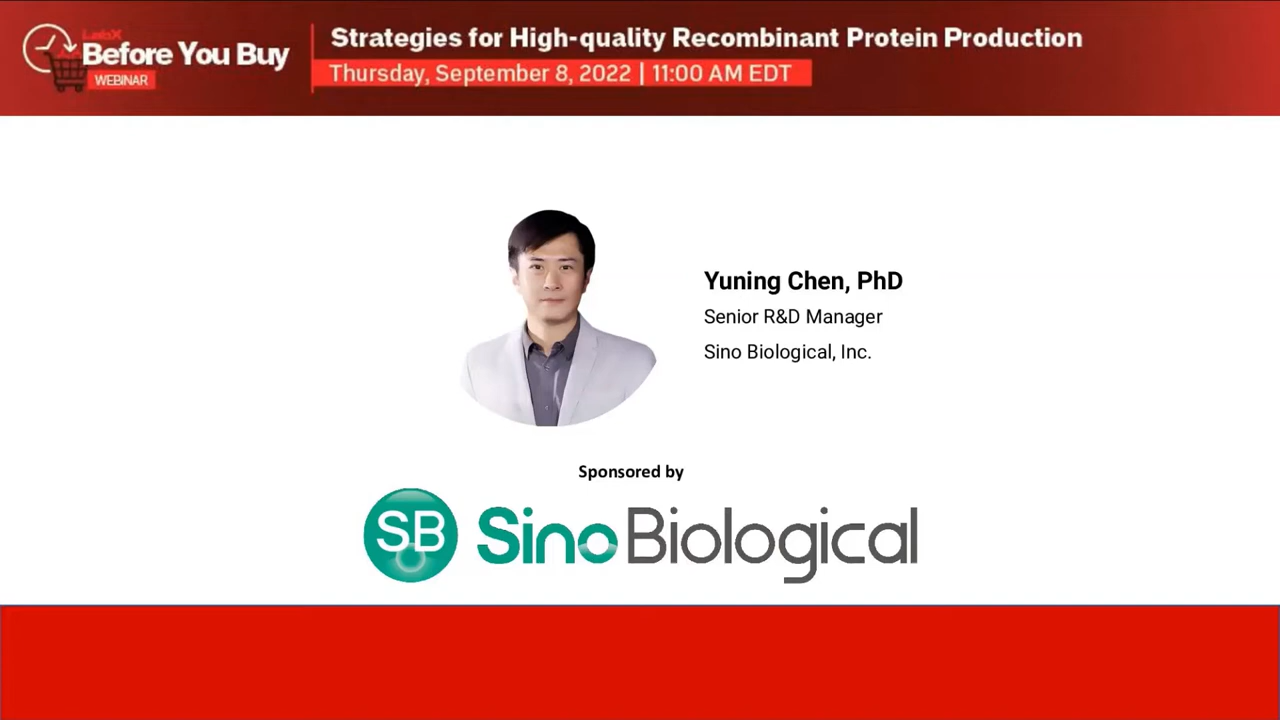 LabX
Before You Buy
WEBINAR
Strategies for High-quality Recombinant Protein Production
Thursday, September 8, 2022 | 11:00 AM EDT
Yuning Chen, PhD
Senior R&D Manager
Sino Biological, Inc.
Sponsored by
SB Sino Biological